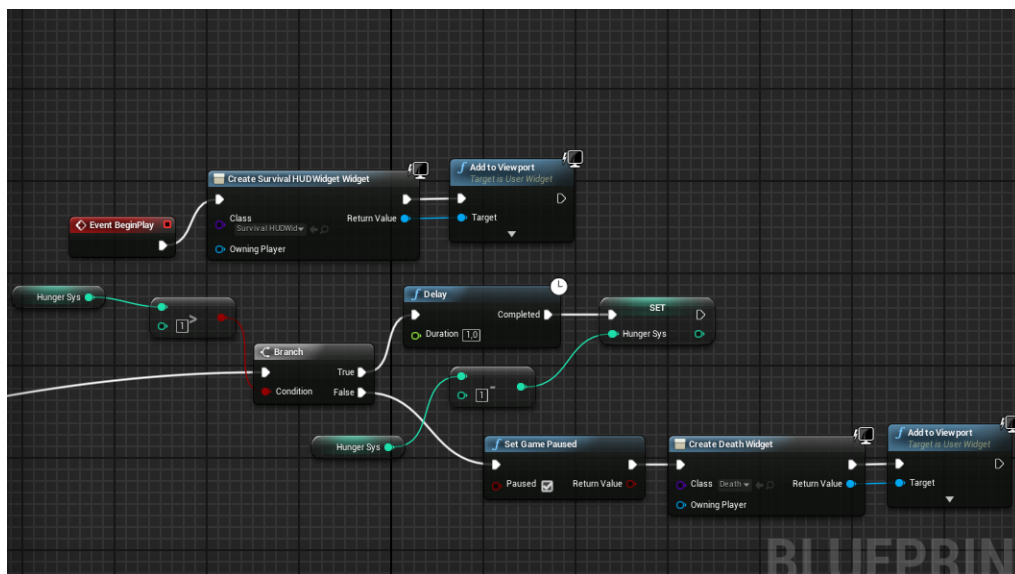 Create Survival HUDWidget Widget
Add to Viewport
Target is User Widget
Event BeginPlay
Class
Survival HUDWid
Return Value
Target
Owning Player
Hunger Sys
1
>
Delay
Completed
Duration 1,0
SET
Hunger Sys
Branch
True
Condition
False
1
-
Hunger Sys
Set Game Paused
Paused
Return Value
Create Death Widget
Class Death
Return Value
Owning Player
Add to Viewport
Target is User Widget
Target
BLUEPRIN